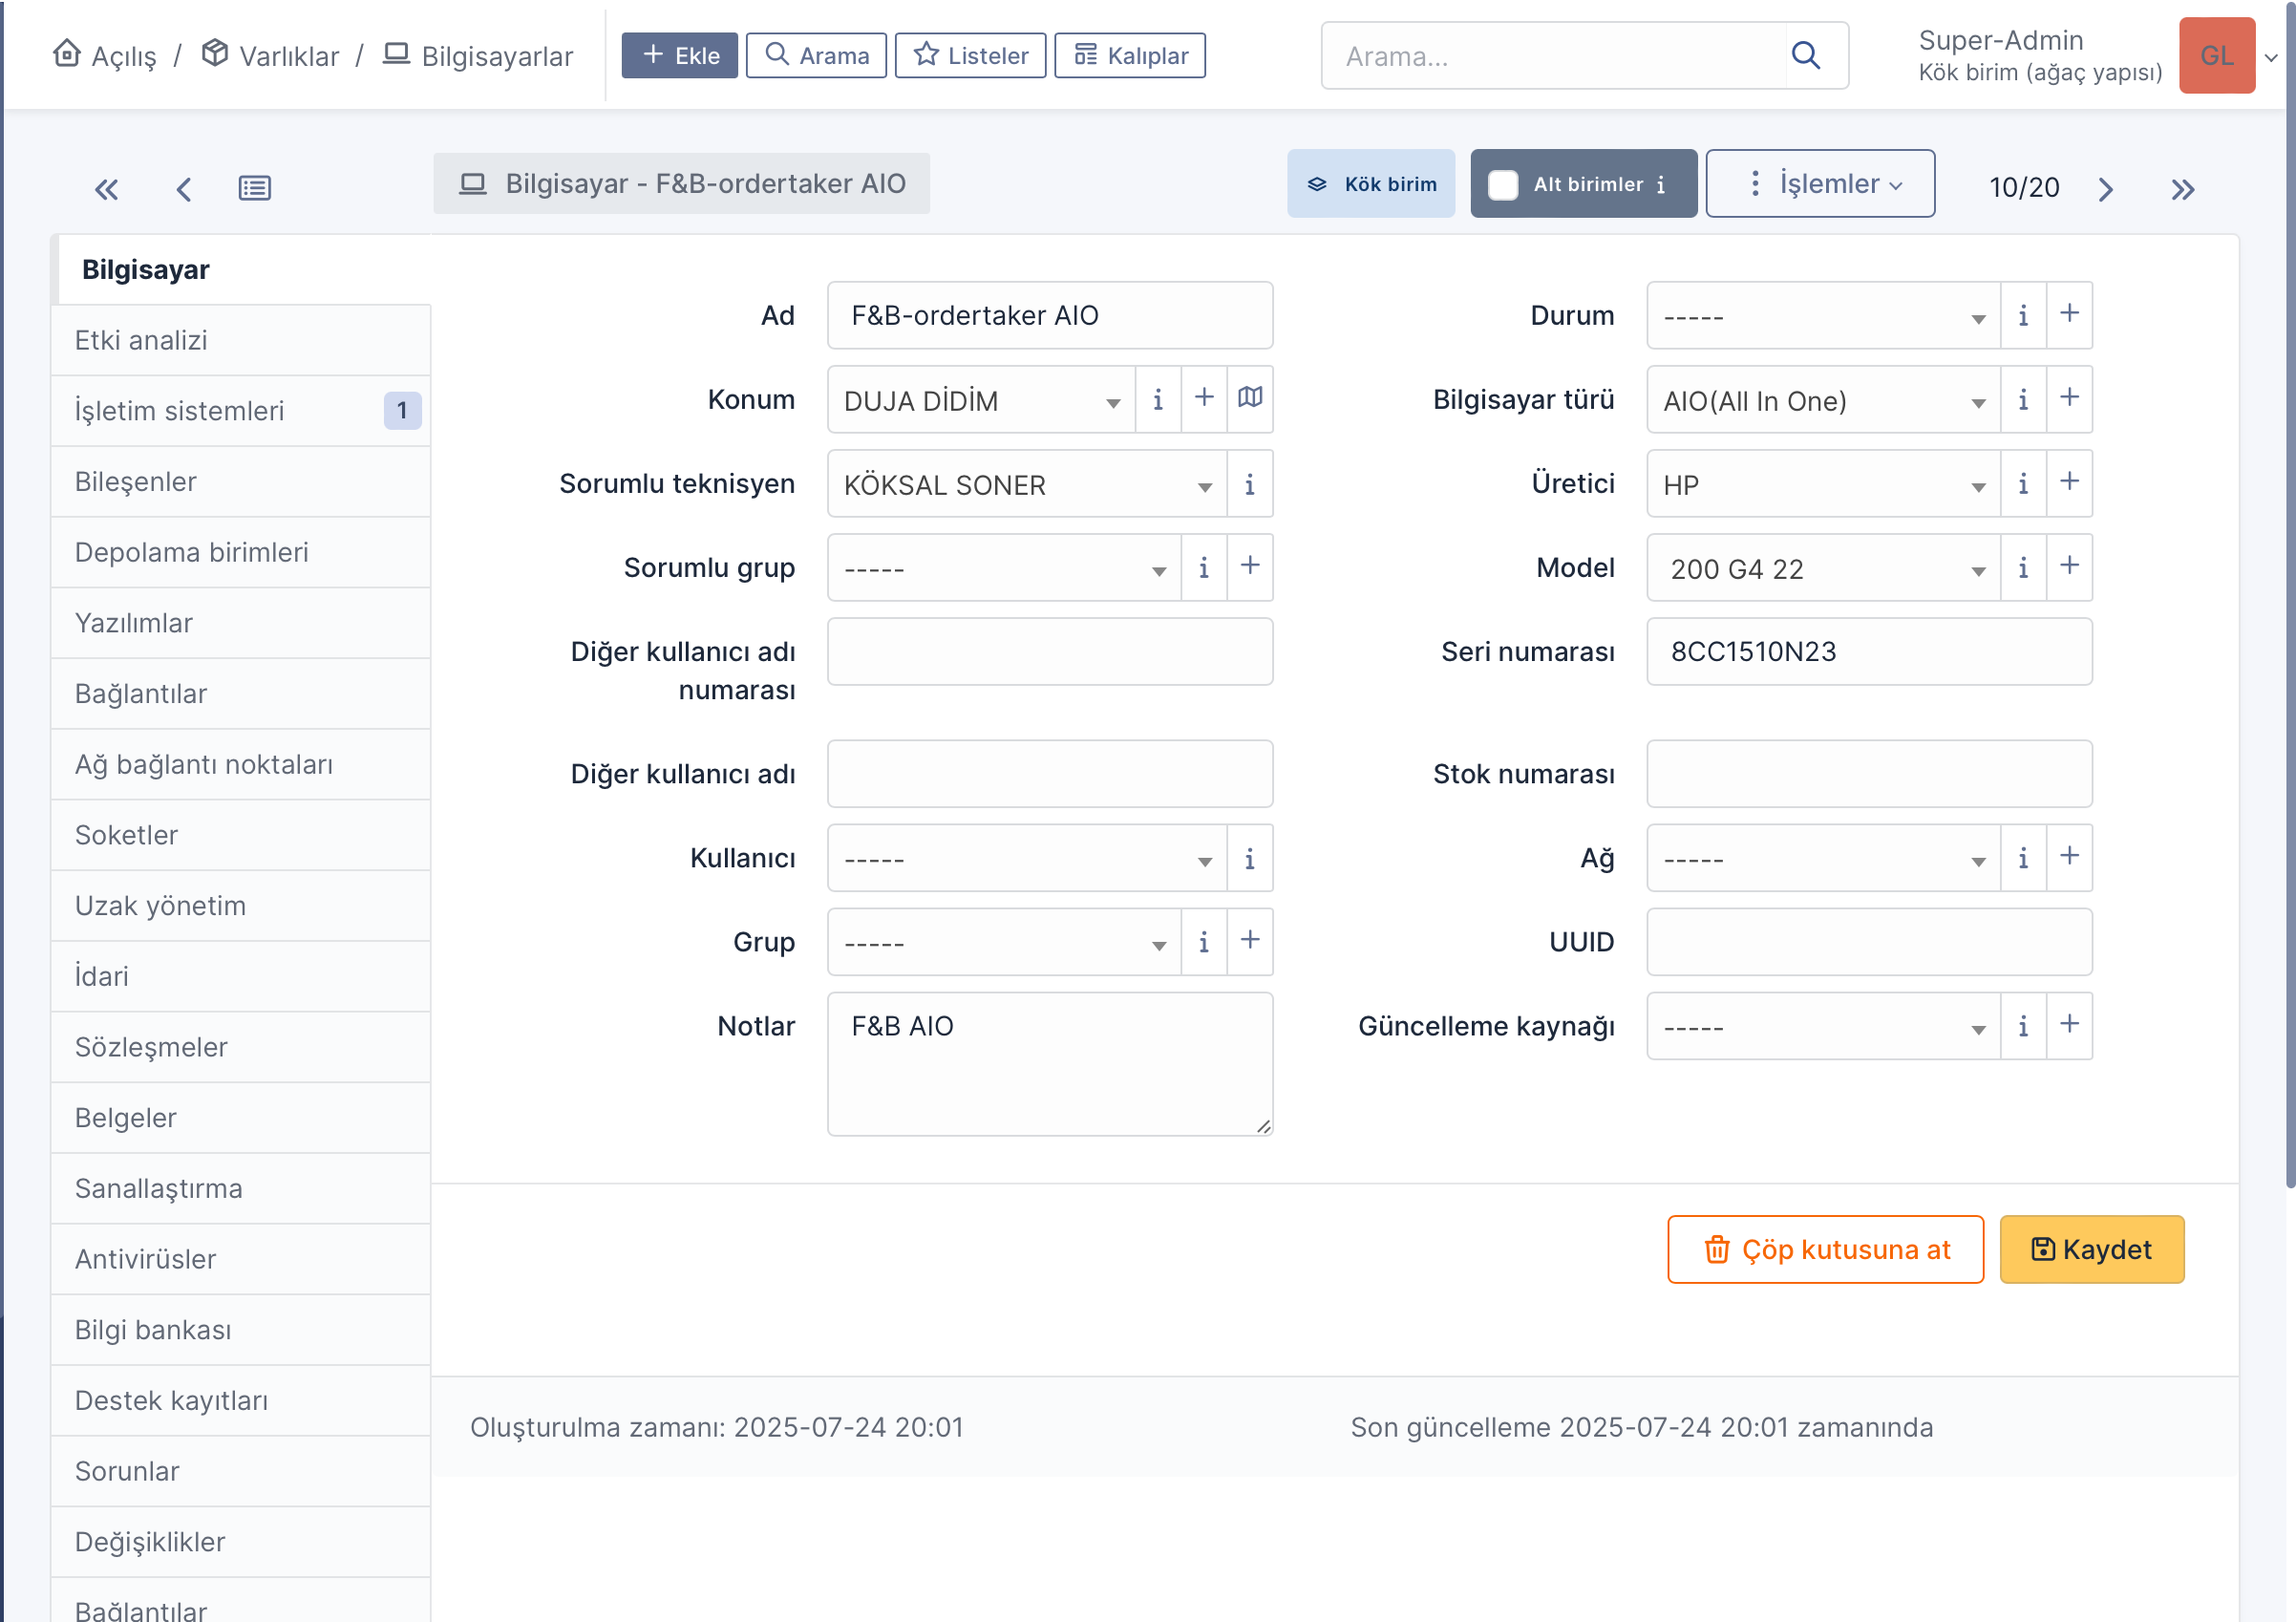 Açılış / Varlıklar / Bilgisayarlar
Ekle
Arama
Listeler
Kalıplar
Arama...
Super-Admin
Kök birim (ağaç yapısı)
GL
Bilgisayar - F&B-ordertaker AIO
Kök birim
Alt birimler i
İşlemler
10/20
Bilgisayar
Etki analizi
İşletim sistemleri 1
Bileşenler
Depolama birimleri
Yazılımlar
Bağlantılar
Ağ bağlantı noktaları
Soketler
Uzak yönetim
İdari
Sözleşmeler
Belgeler
Sanallaştırma
Antivirüsler
Bilgi bankası
Destek kayıtları
Sorunlar
Değişiklikler
Bağlantılar
Ad F&B-ordertaker AIO
Konum DUJA DİDİM
Sorumlu teknisyen KÖKSAL SONER
Sorumlu grup -----
Diğer kullanıcı adı
numarası
Diğer kullanıcı adı
Kullanıcı -----
Grup -----
Notlar F&B AIO
Durum -----
Bilgisayar türü AIO(All In One)
Üretici HP
Model 200 G4 22
Seri numarası 8CC1510N23
Stok numarası
Ağ -----
UUID
Güncelleme kaynağı -----
Çöp kutusuna at
Kaydet
Oluşturulma zamanı: 2025-07-24 20:01
Son güncelleme 2025-07-24 20:01 zamanında